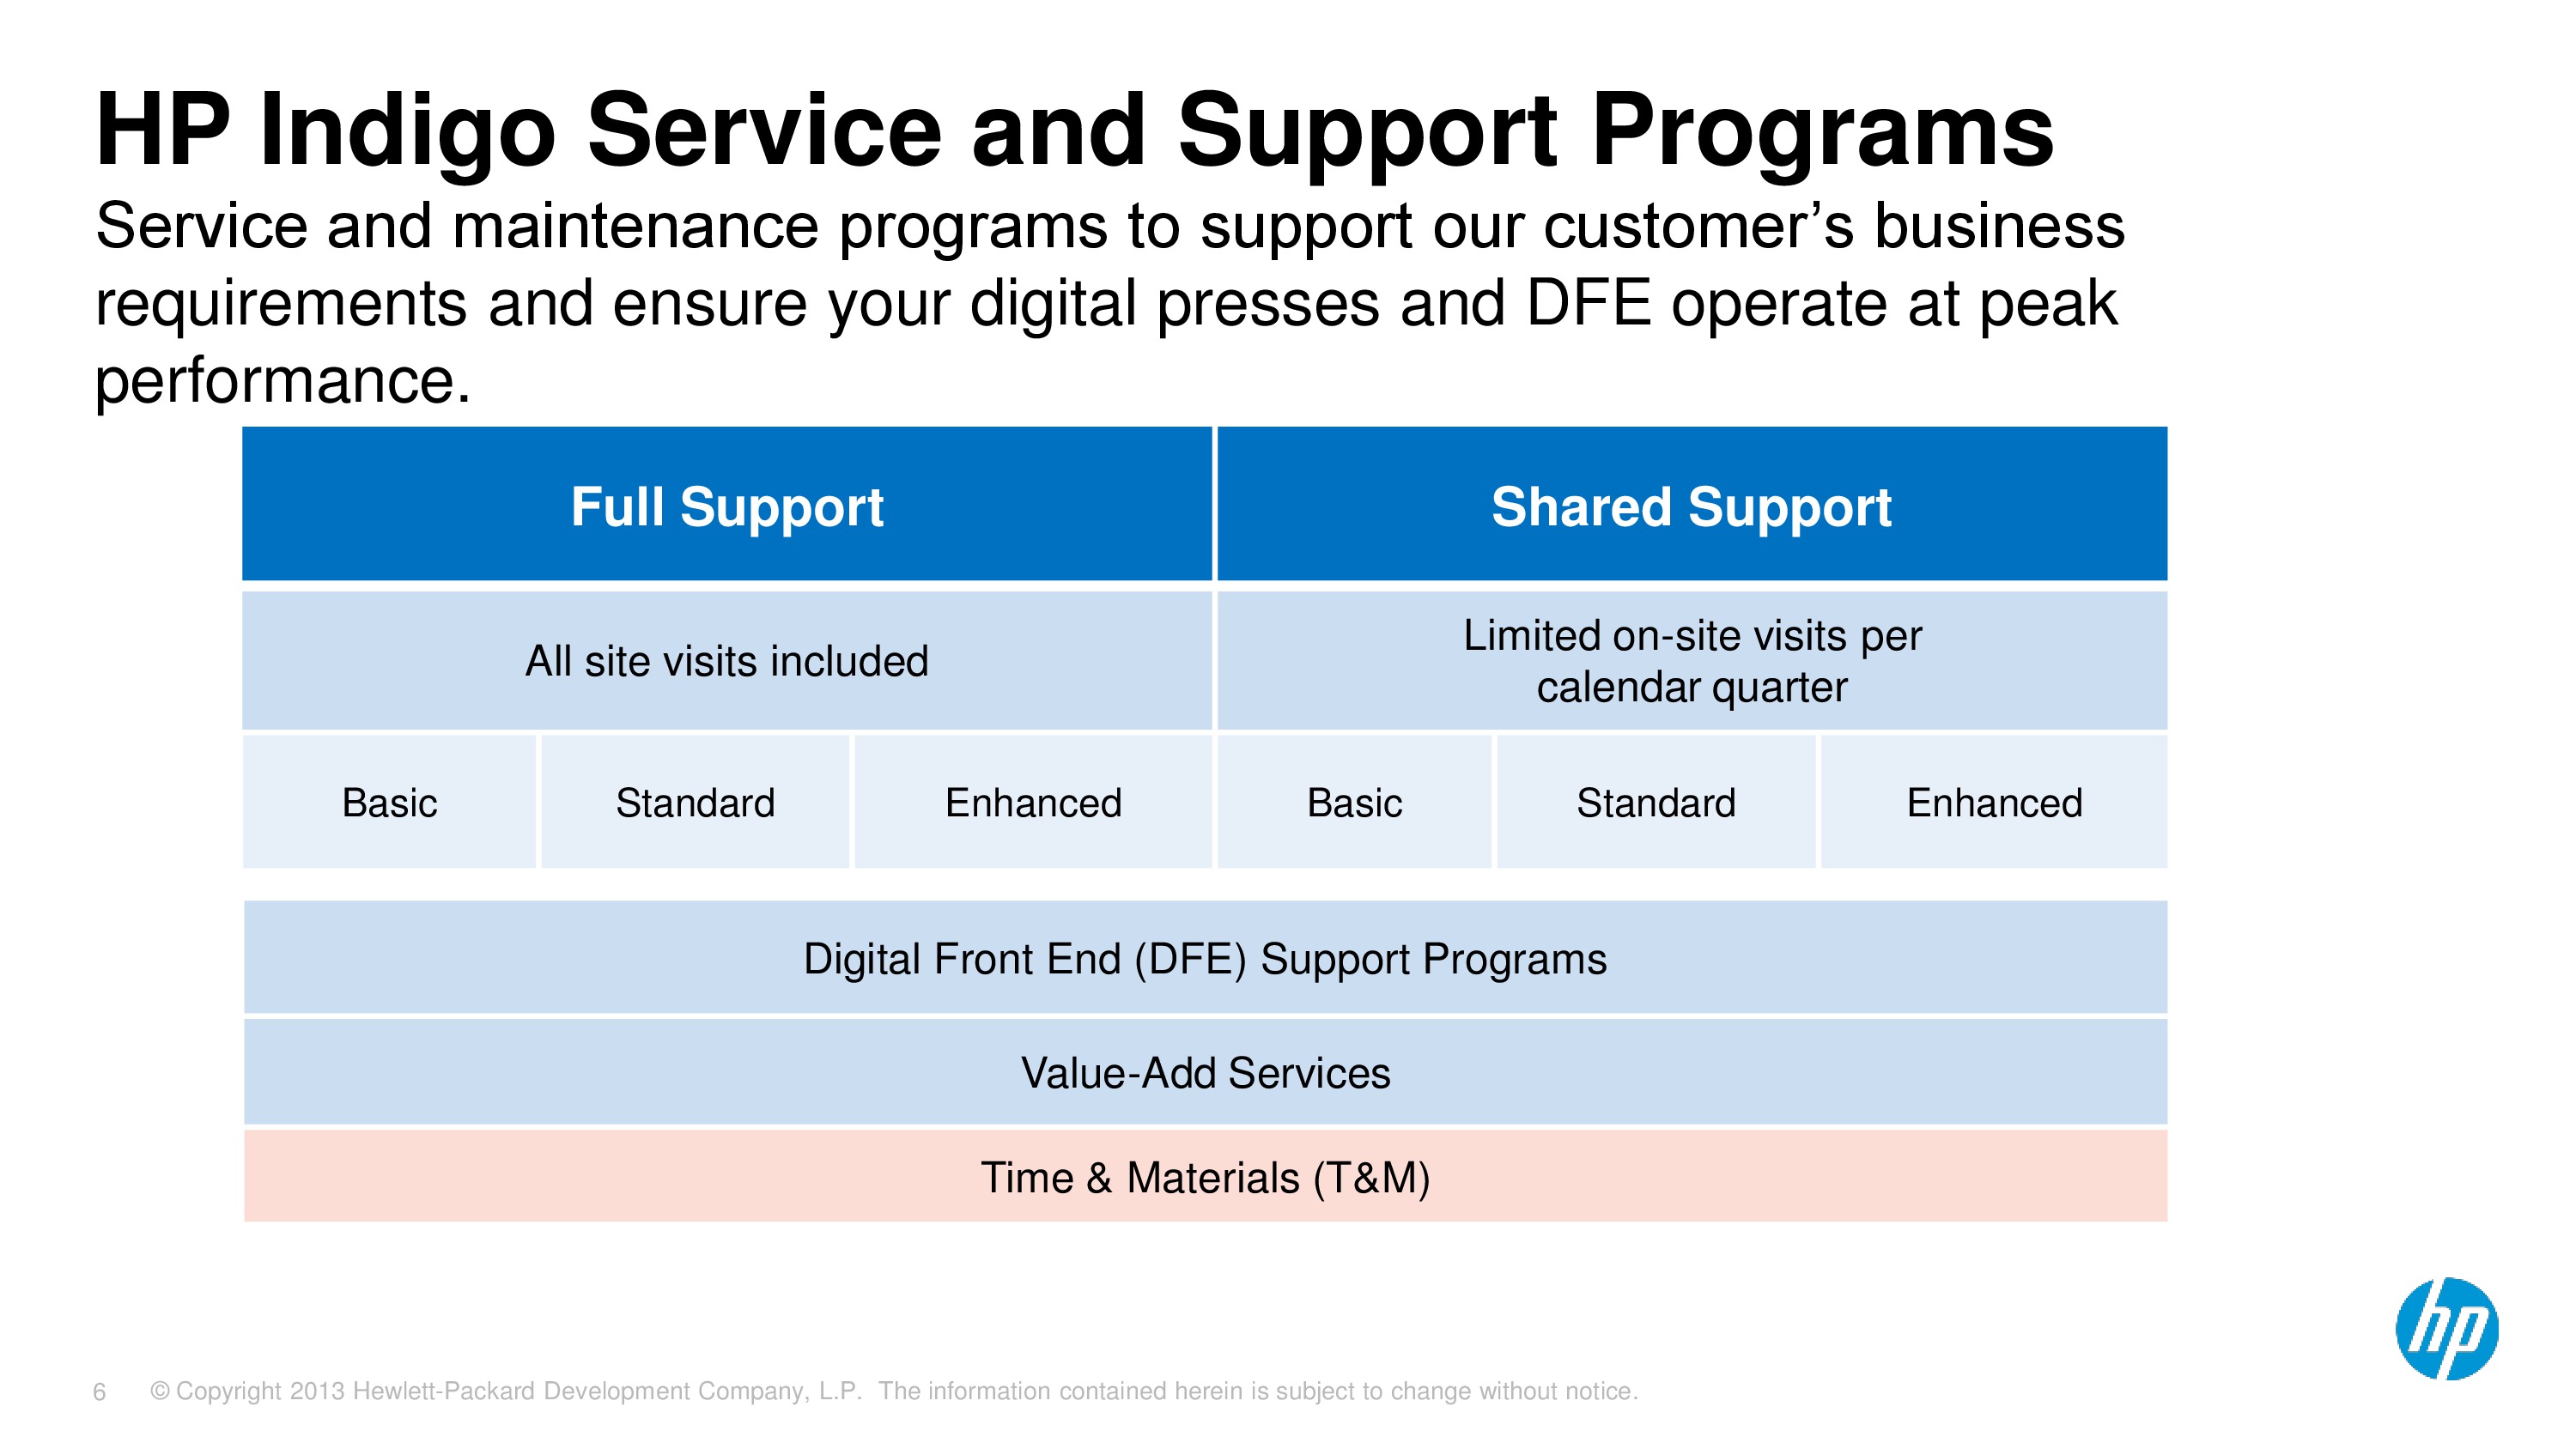 HP Indigo Service and Support Programs
Service and maintenance programs to support our customer’s business
requirements and ensure your digital presses and DFE operate at peak
performance.
Full Support
Shared Support
All site visits included
Limited on-site visits per
calendar quarter
Basic
Standard
Enhanced
Basic
Standard
Enhanced
Digital Front End (DFE) Support Programs
Value-Add Services
Time & Materials (T&M)
hp
6 © Copyright 2013 Hewlett-Packard Development Company, L.P. The information contained herein is subject to change without notice.